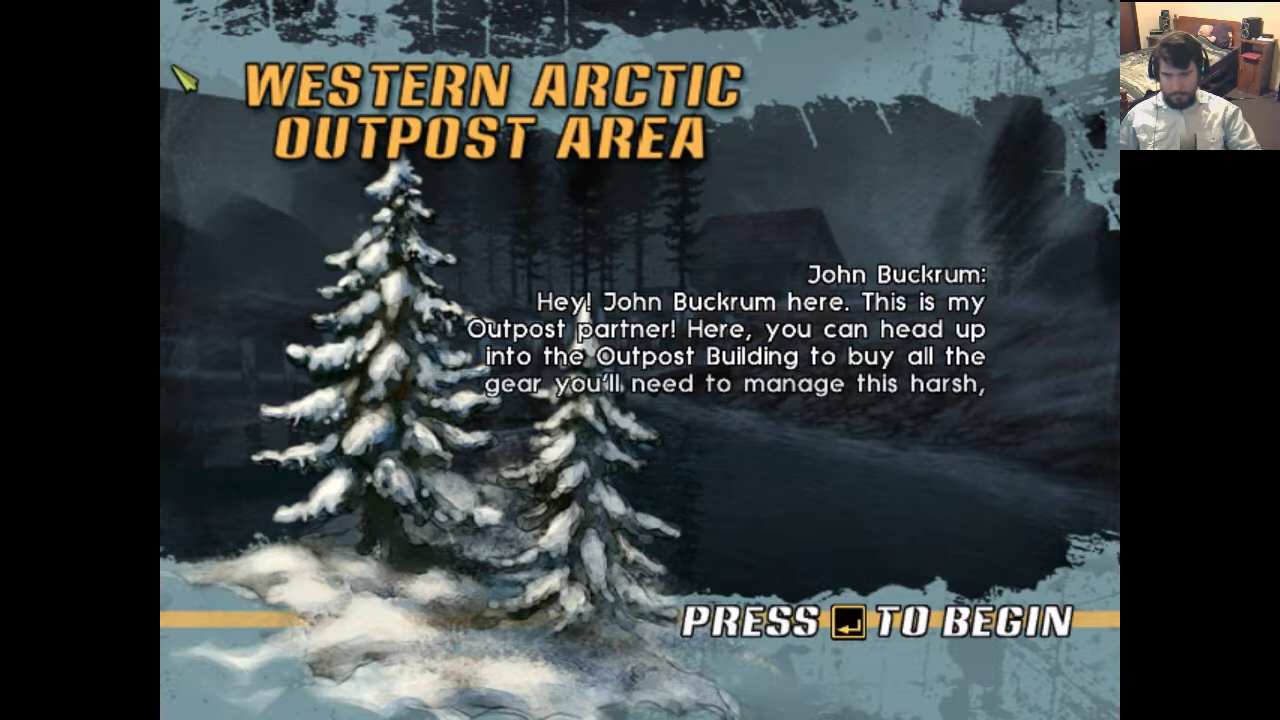 WESTERN ARCTIC
OUTPOST AREA
John Buckrum:
Hey! John Buckrum here. This is my
Outpost partner! Here, you can head up
into the Outpost Building to buy all the
gear you'll need to manage this harsh,
PRESS TO BEGIN